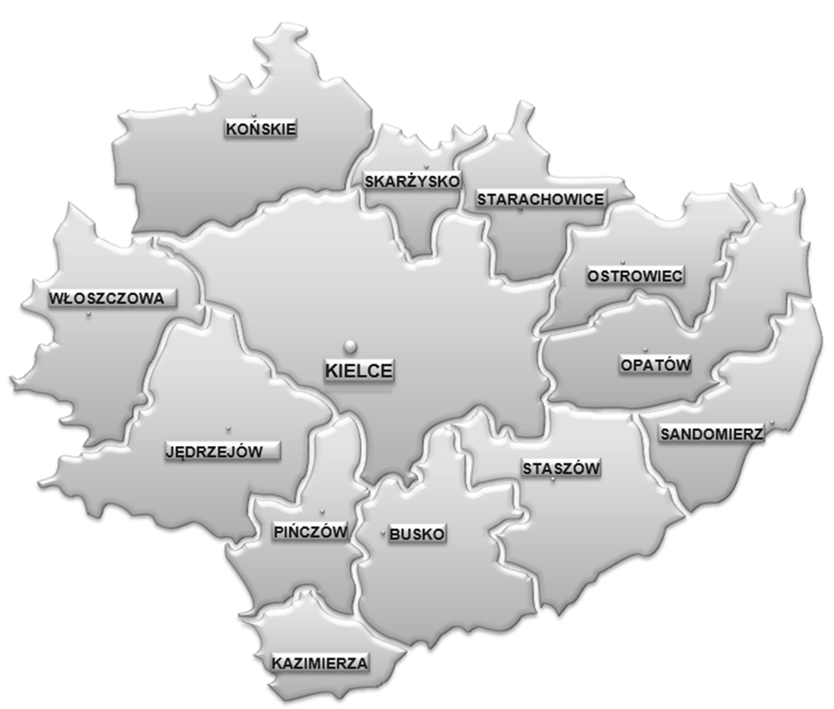 KOŃSKIE
SKARŻYSKO
STARACHOWICE
OSTROWIEC
WŁOSZCZOWA
OPATÓW
KIELCE
SANDOMIERZ
JĘDRZEJÓW
STASZÓW
PIŃCZÓW
BUSKO
KAZIMIERZA